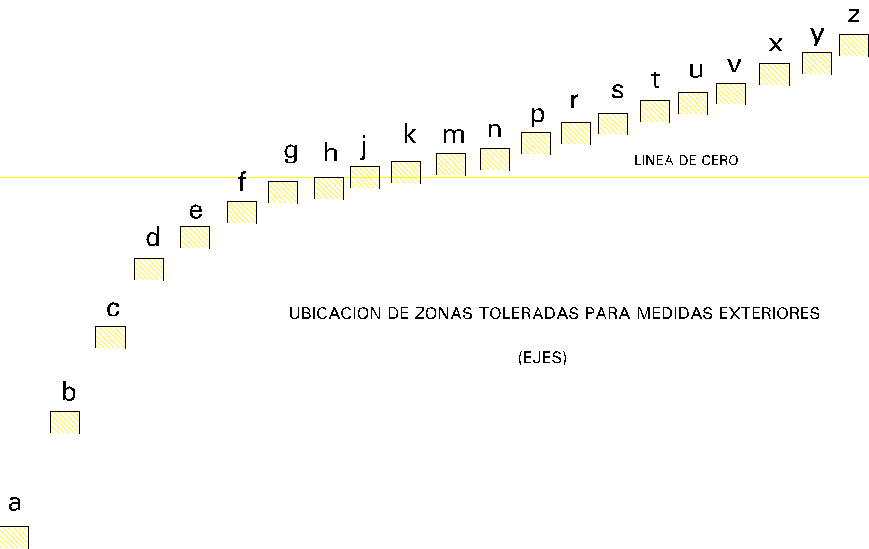 z
y
x
v
u
t
s
r
p
n
m
k
j
h
g
f
e
d
c
b
a
LINEA DE CERO
UBICACION DE ZONAS TOLERADAS PARA MEDIDAS EXTERIORES
(EJES)